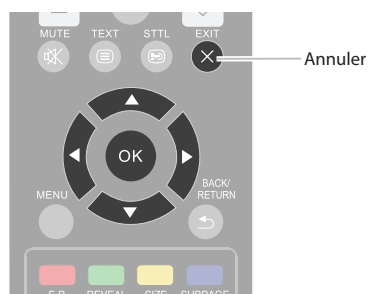 MUTE TEXT STTL EXIT
Annuler
OK
MENU
BACK/
RETURN
F.P. REVEAL SIZE SUBPAGE